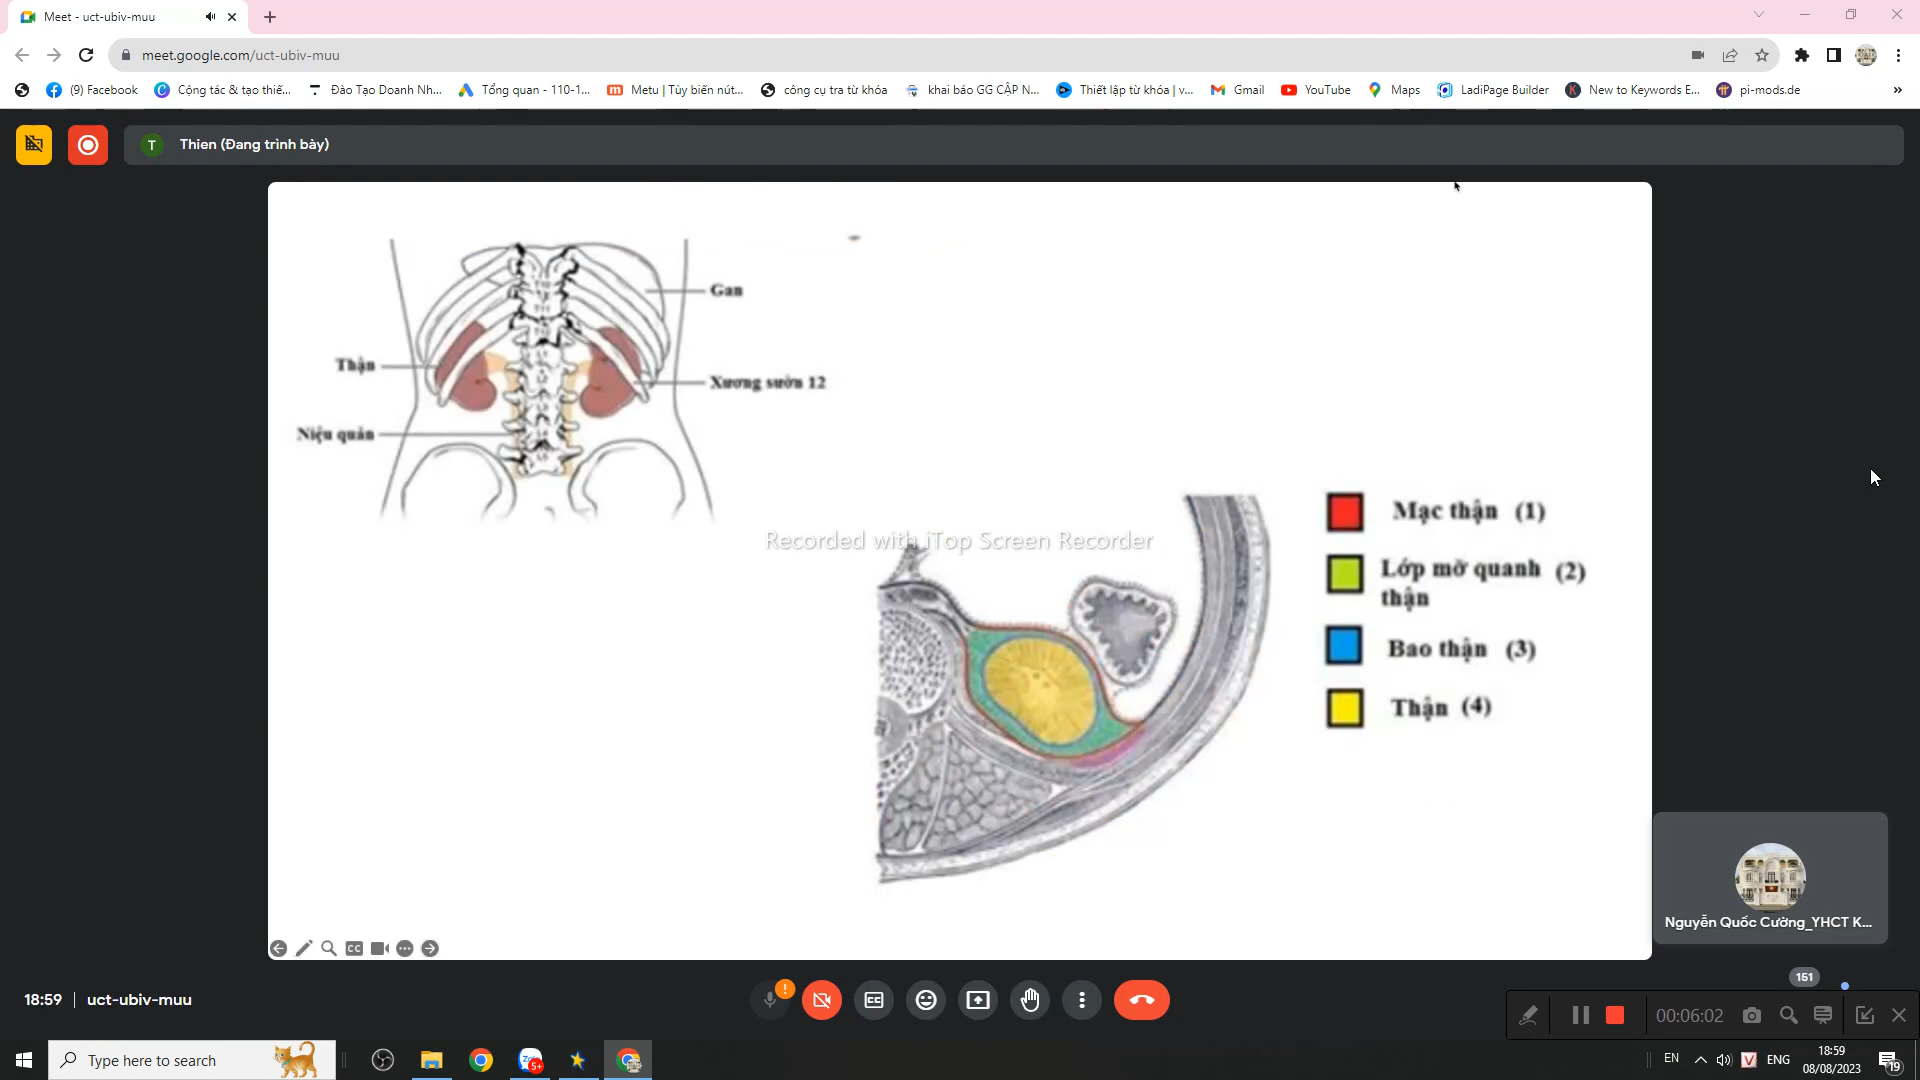 Meet - uct-ubiv-muu
meet.google.com/uct-ubiv-muu
(9) Facebook
Cộng tác & tạo thiế...
Đào Tạo Doanh Nh...
Tổng quan - 110-1...
Metu | Tùy biến nút...
công cụ tra từ khóa
khai báo GG CẬP N...
Thiết lập từ khóa | v...
Gmail
YouTube
Maps
LadiPage Builder
New to Keywords E...
pi-mods.de
»
T
Thien (Đang trình bày)
Gan
Thận
Xương sườn 12
Niệu quản
Mạc thận (1)
Recorded with iTop Screen Recorder
Lớp mỡ quanh (2)
thận
Bao thận (3)
Thận (4)
Nguyễn Quốc Cường_YHCT K...
CC
151
18:59 | uct-ubiv-muu
00:06:02
Type here to search
5+
EN
V
ENG
18:59
08/08/2023
19